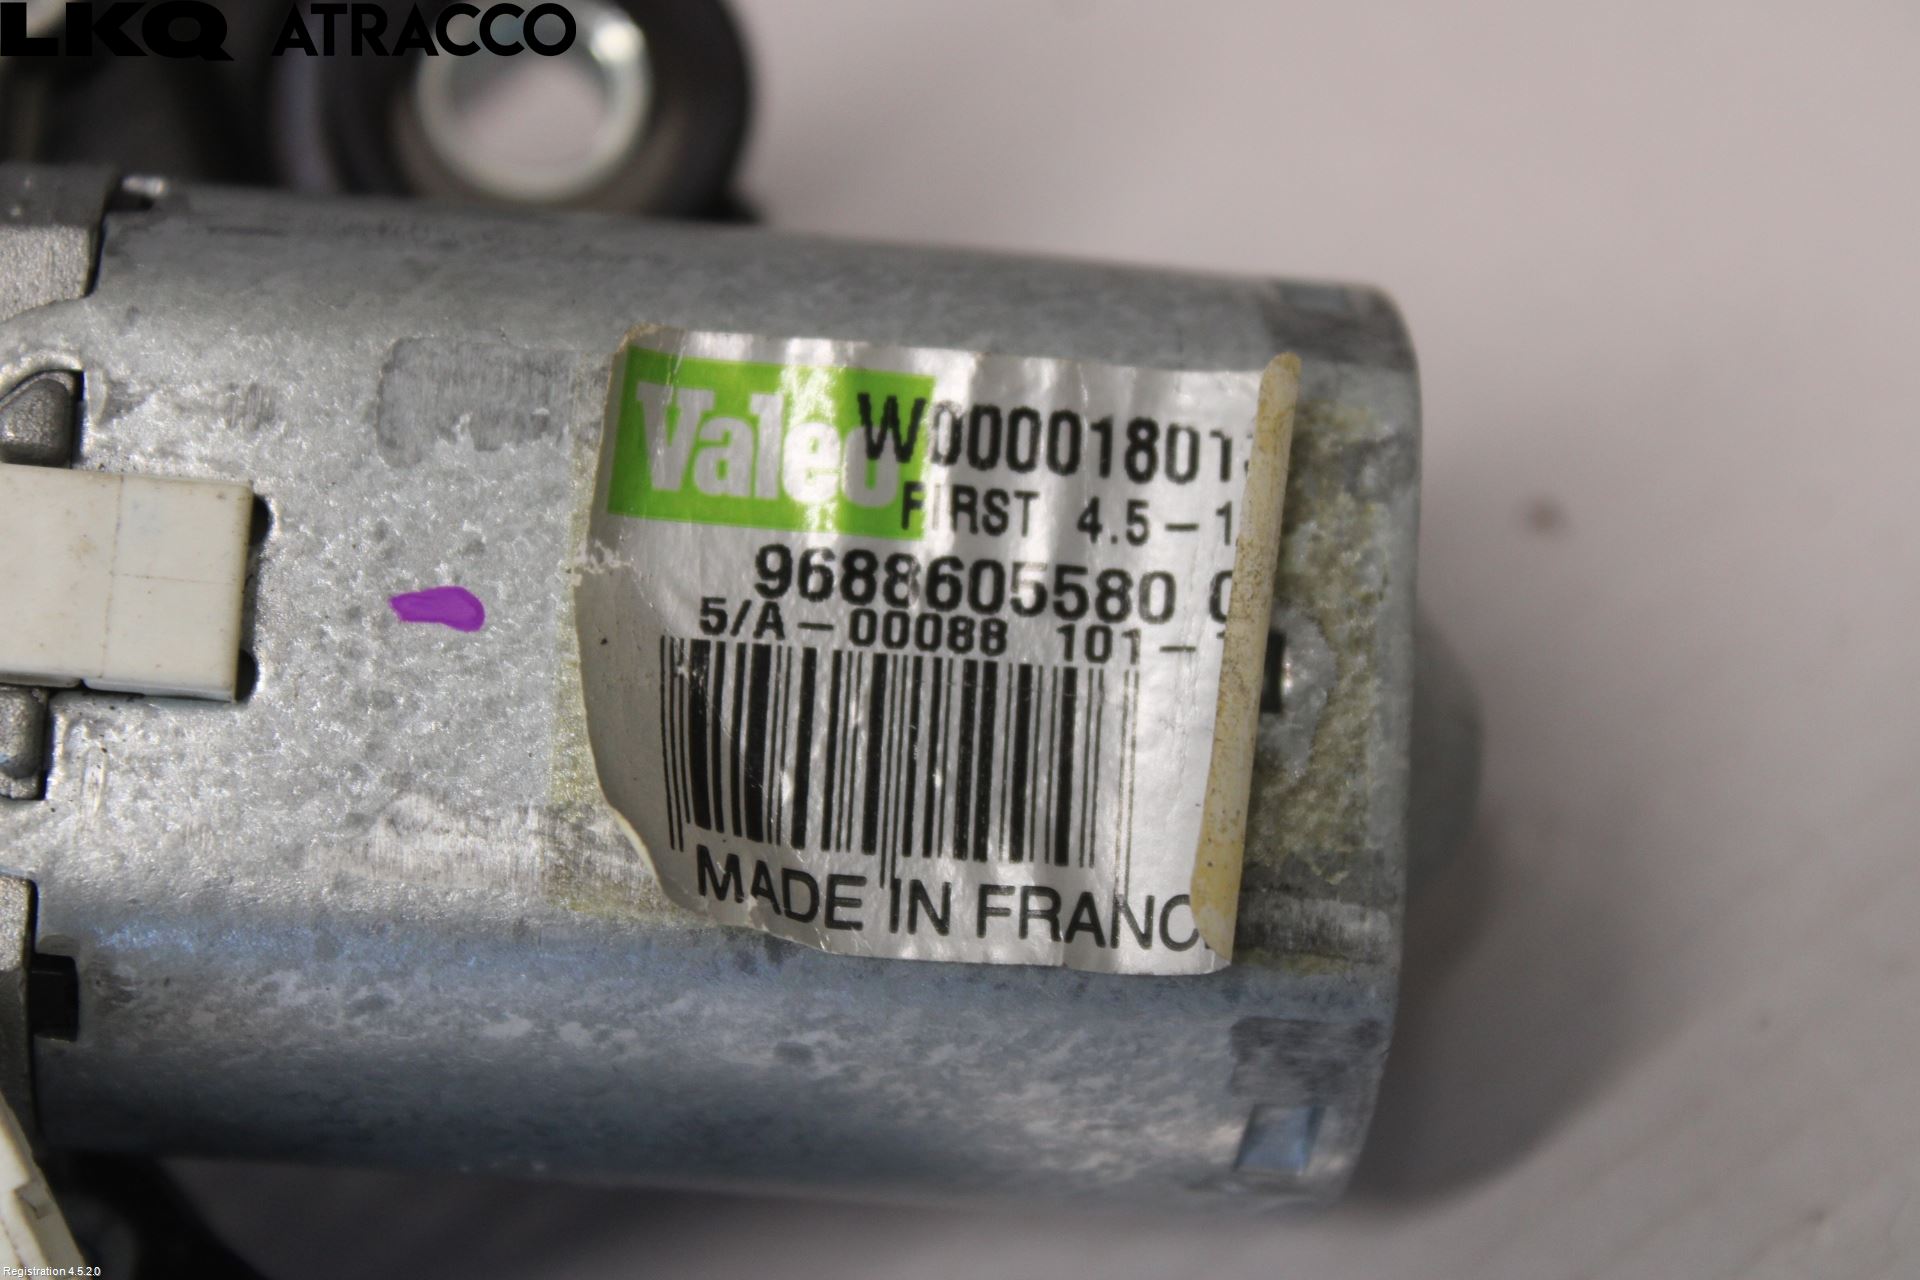 LKQ ATRACCO
Valeo W00001801
FIRST 4.5-1
9688605580
5/A-00088 101-
MADE IN FRANC
Registration 4.5.2.0